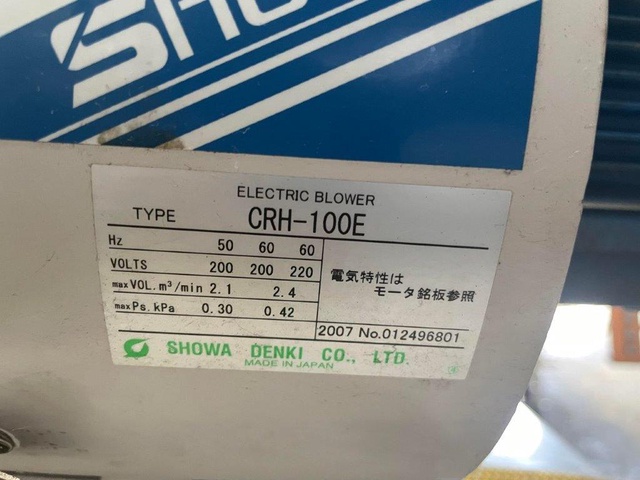 SHO
ELECTRIC BLOWER
TYPE CRH-100E
Hz 50 60 60
VOLTS 200 200 220
maxVOL.m³/min 2.1 2.4
maxPs.kPa 0.30 0.42
電気特性は
モータ銘板参照
2007 No.012496801
SHOWA DENKI CO., LTD.
MADE IN JAPAN